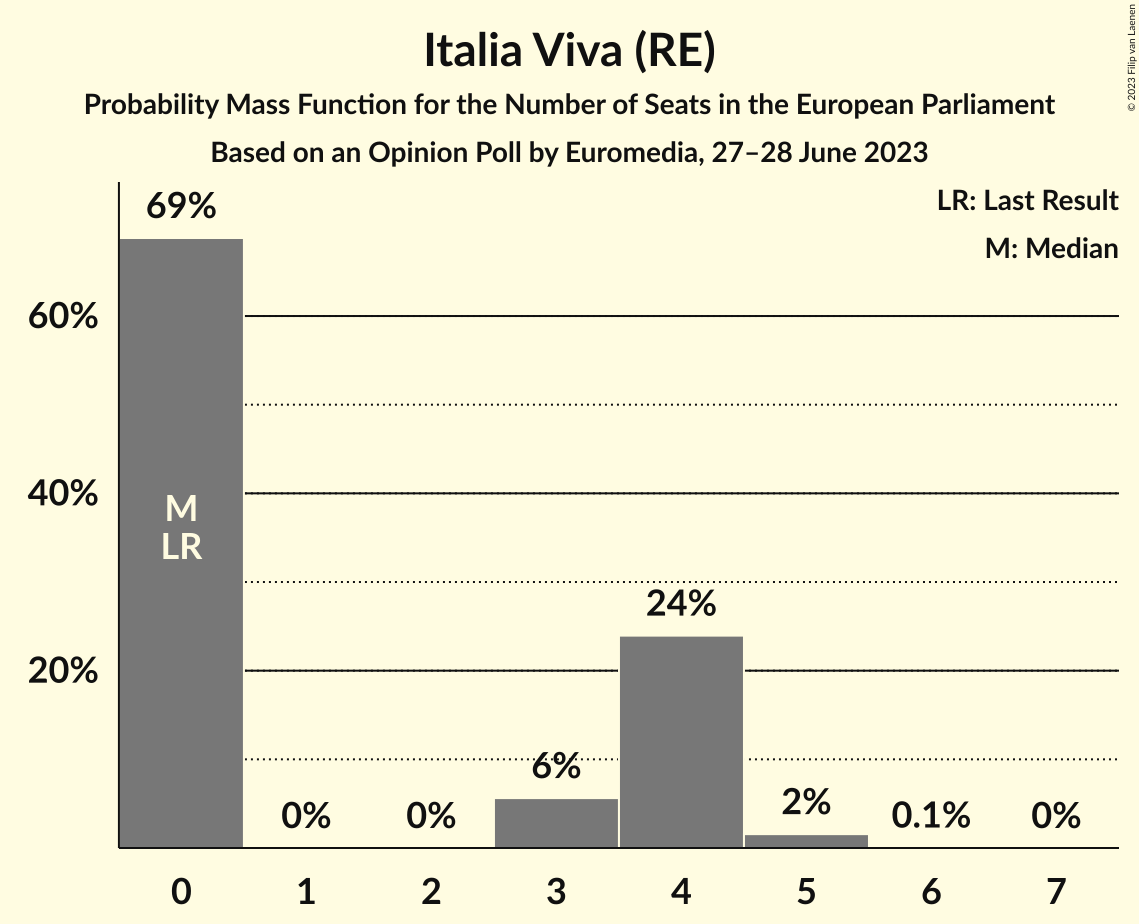 Italia Viva (RE)
Probability Mass Function for the Number of Seats in the European Parliament
Based on an Opinion Poll by Euromedia, 27–28 June 2023
© 2023 Filip van Laenen
LR: Last Result
M: Median
69%
60%
40%
20%
M
LR
0%
0%
6%
24%
2%
0.1%
0%
0 1 2 3 4 5 6 7